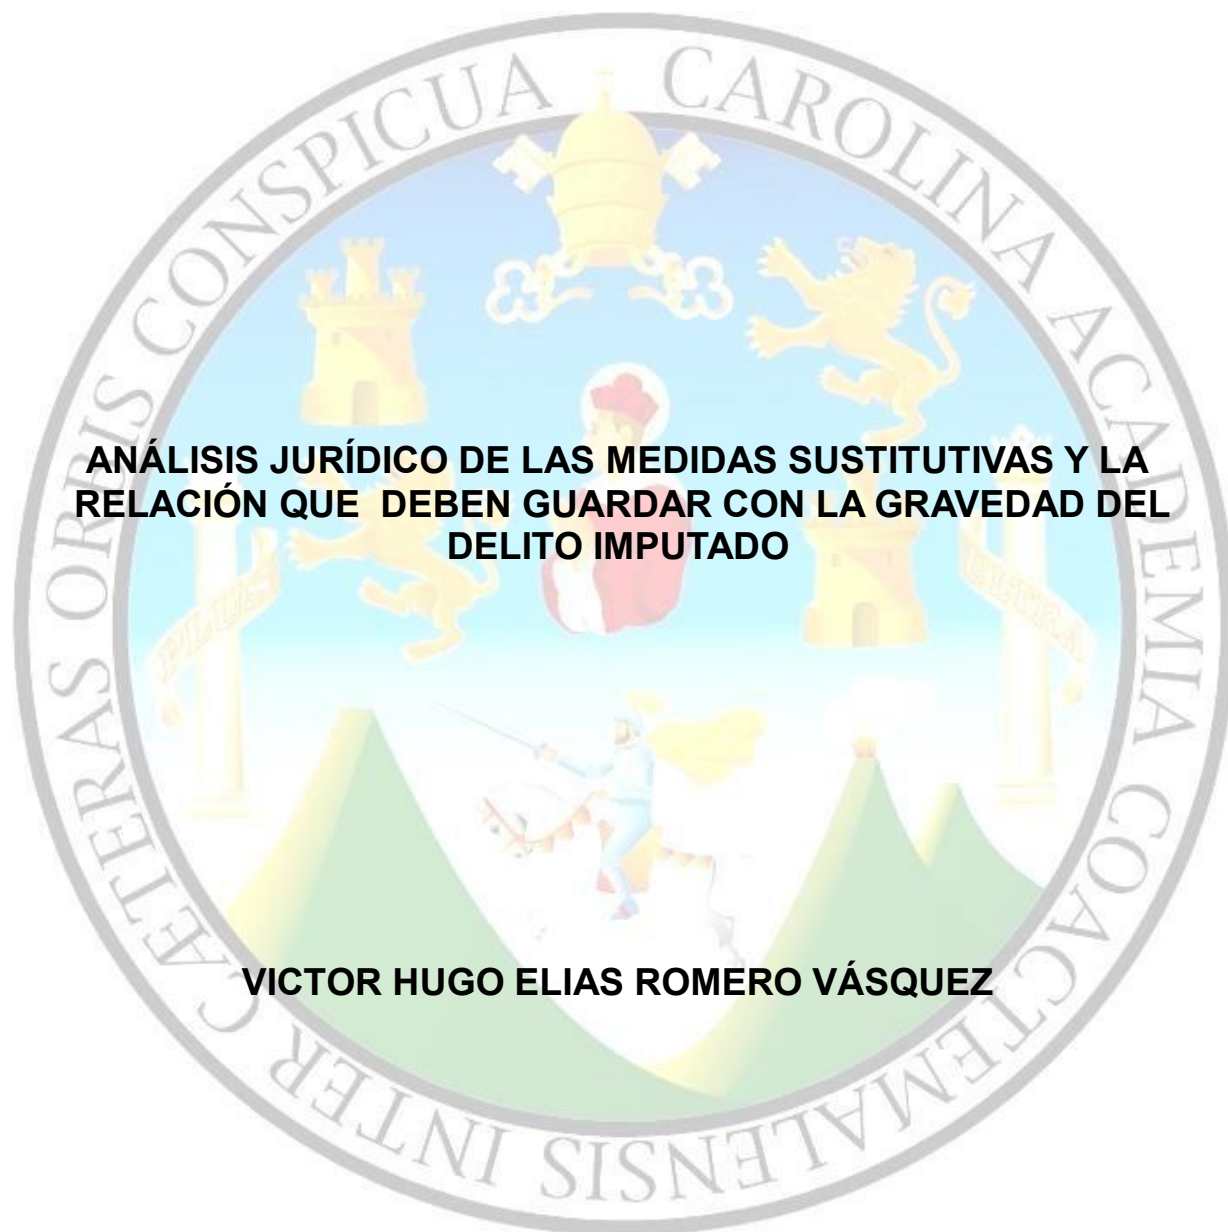 ANÁLISIS JURÍDICO DE LAS MEDIDAS SUSTITUTIVAS Y LA
RELACIÓN QUE DEBEN GUARDAR CON LA GRAVEDAD DEL
DELITO IMPUTADO
VICTOR HUGO ELIAS ROMERO VÁSQUEZ
CAROLINA ACADEMIA COACTEMALENSIS INTER CÆTERAS ORBIS CONSPICUA
PLUS
ULTRA